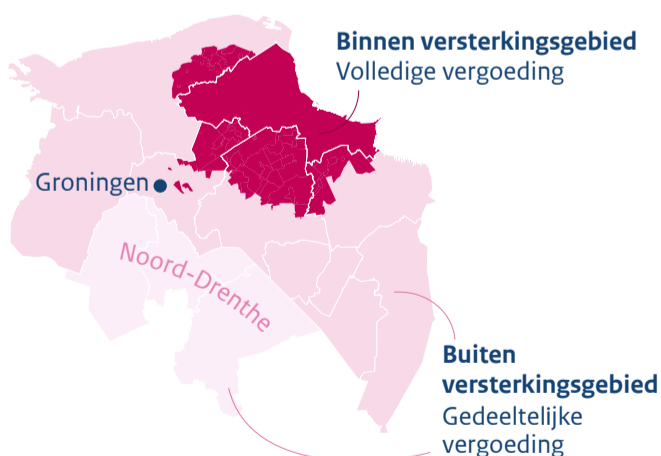 Binnen versterkingsgebied
Volledige vergoeding
Groningen
Noord-Drenthe
Buiten
versterkingsgebied
Gedeeltelijke
vergoeding